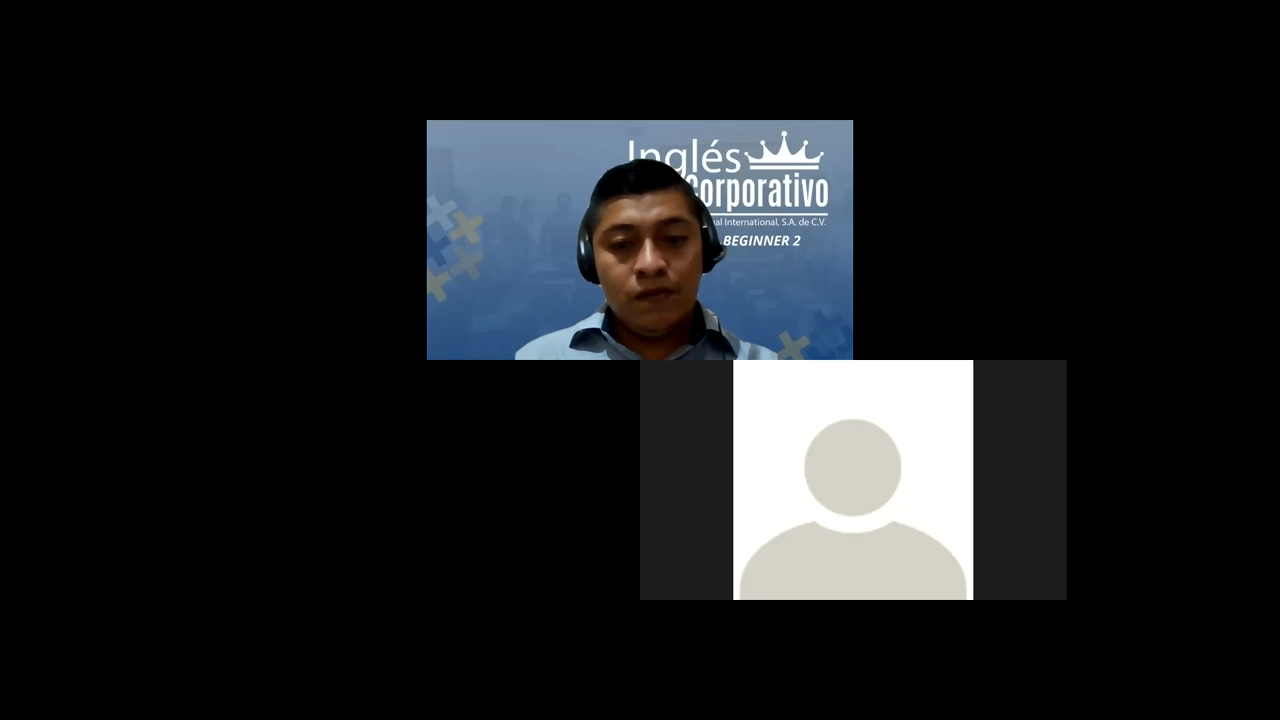 Inglés
Corporativo
International, S.A. de C.V.
BEGINNER 2